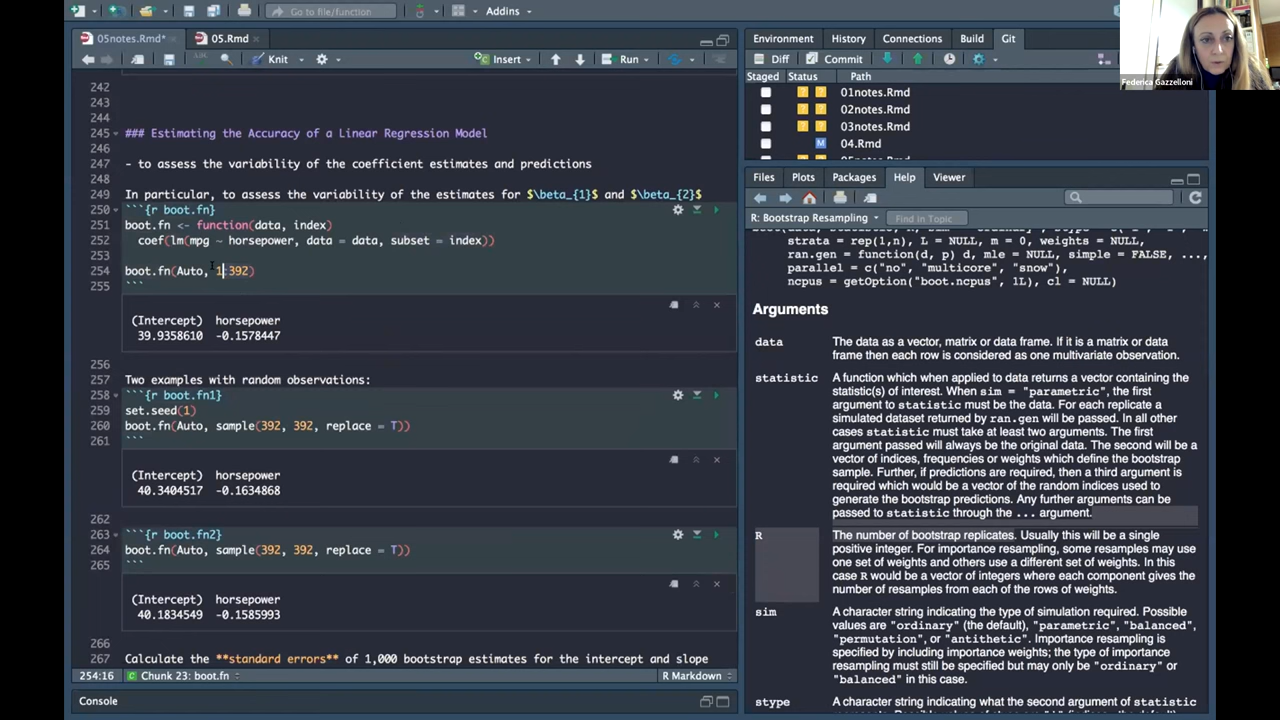 Go to file/function
Addins
05notes.Rmd*
05.Rmd
ABC
Knit
Insert
Run
242
243
244
245 ### Estimating the Accuracy of a Linear Regression Model
246
247 - to assess the variability of the coefficient estimates and predictions
248
249 In particular, to assess the variability of the estimates for $\beta_{1}$ and $\beta_{2}$
250 ```{r boot.fn}
251 boot.fn <- function(data, index)
252 coef(lm(mpg ~ horsepower, data = data, subset = index))
253
254 boot.fn(Auto, 1:392)
255 ```
(Intercept) horsepower
39.9358610 -0.1578447
256
257 Two examples with random observations:
258 ```{r boot.fn1}
259 set.seed(1)
260 boot.fn(Auto, sample(392, 392, replace = T))
261 ```
(Intercept) horsepower
40.3404517 -0.1634868
262
263 ```{r boot.fn2}
264 boot.fn(Auto, sample(392, 392, replace = T))
265 ```
(Intercept) horsepower
40.1834549 -0.1585993
266
267 Calculate the **standard errors** of 1,000 bootstrap estimates for the intercept and slope
254:16 Chunk 23: boot.fn R Markdown
Console
Environment History Connections Build Git
Diff Commit
Staged Status Path
01notes.Rmd
02notes.Rmd
03notes.Rmd
M 04.Rmd
Files Plots Packages Help Viewer
R: Bootstrap Resampling Find in Topic
strata = rep(1,n), L = NULL, m = 0, weights = NULL,
ran.gen = function(d, p) d, mle = NULL, simple = FALSE, ...,
parallel = c("no", "multicore", "snow"),
ncpus = getOption("boot.ncpus", 1L), cl = NULL)
Arguments
data The data as a vector, matrix or data frame. If it is a matrix or data
frame then each row is considered as one multivariate observation.
statistic A function which when applied to data returns a vector containing the
statistic(s) of interest. When sim = "parametric", the first
argument to statistic must be the data. For each replicate a
simulated dataset returned by ran.gen will be passed. In all other
cases statistic must take at least two arguments. The first
argument passed will always be the original data. The second will be a
vector of indices, frequencies or weights which define the bootstrap
sample. Further, if predictions are required, then a third argument is
required which would be a vector of the random indices used to
generate the bootstrap predictions. Any further arguments can be
passed to statistic through the ... argument.
R The number of bootstrap replicates. Usually this will be a single
positive integer. For importance resampling, some resamples may use
one set of weights and others use a different set of weights. In this
case R would be a vector of integers where each component gives the
number of resamples from each of the rows of weights.
sim A character string indicating the type of simulation required. Possible
values are "ordinary" (the default), "parametric", "balanced",
"permutation", or "antithetic". Importance resampling is
specified by including importance weights; the type of importance
resampling must still be specified but may only be "ordinary" or
"balanced" in this case.
stype A character string indicating what the second argument of statistic
Federica Gazzelloni